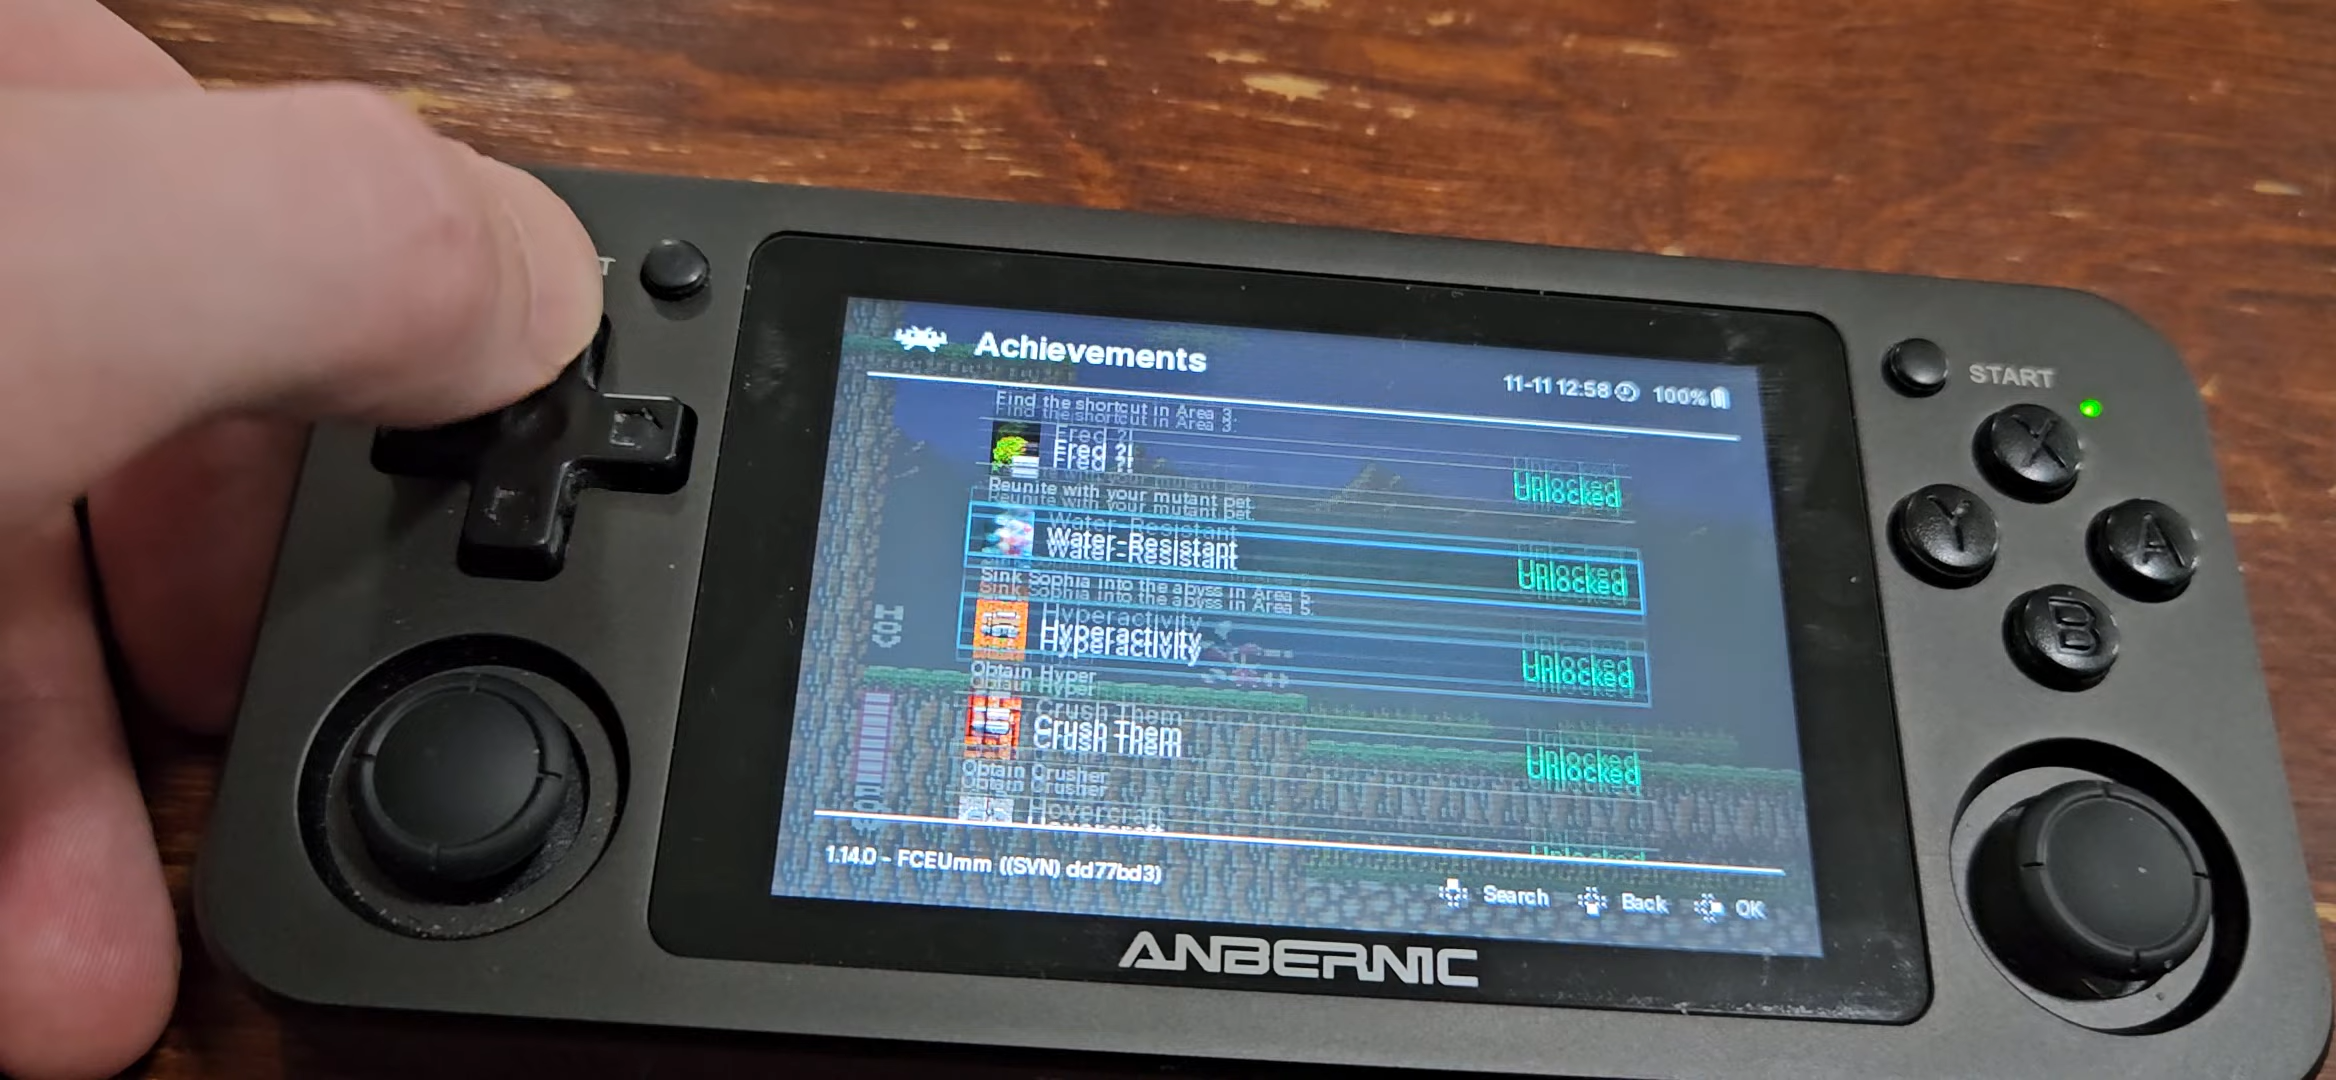 T
START
X
Y
A
B
Achievements
11-11 12:58 100%
Find the shortcut in Area 3.
Fred ?!
Unlocked
Reunite with your mutant pet.
Water-Resistant
Unlocked
Sink Sophia into the abyss in Area 5.
Hyperactivity
Unlocked
Obtain Hyper
Crush Them
Unlocked
Obtain Crusher
Hovercraft
Unlocked
HOV
1.14.0 - FCEUmm ((SVN) dd77bd3)
Search Back OK
ANBERNIC